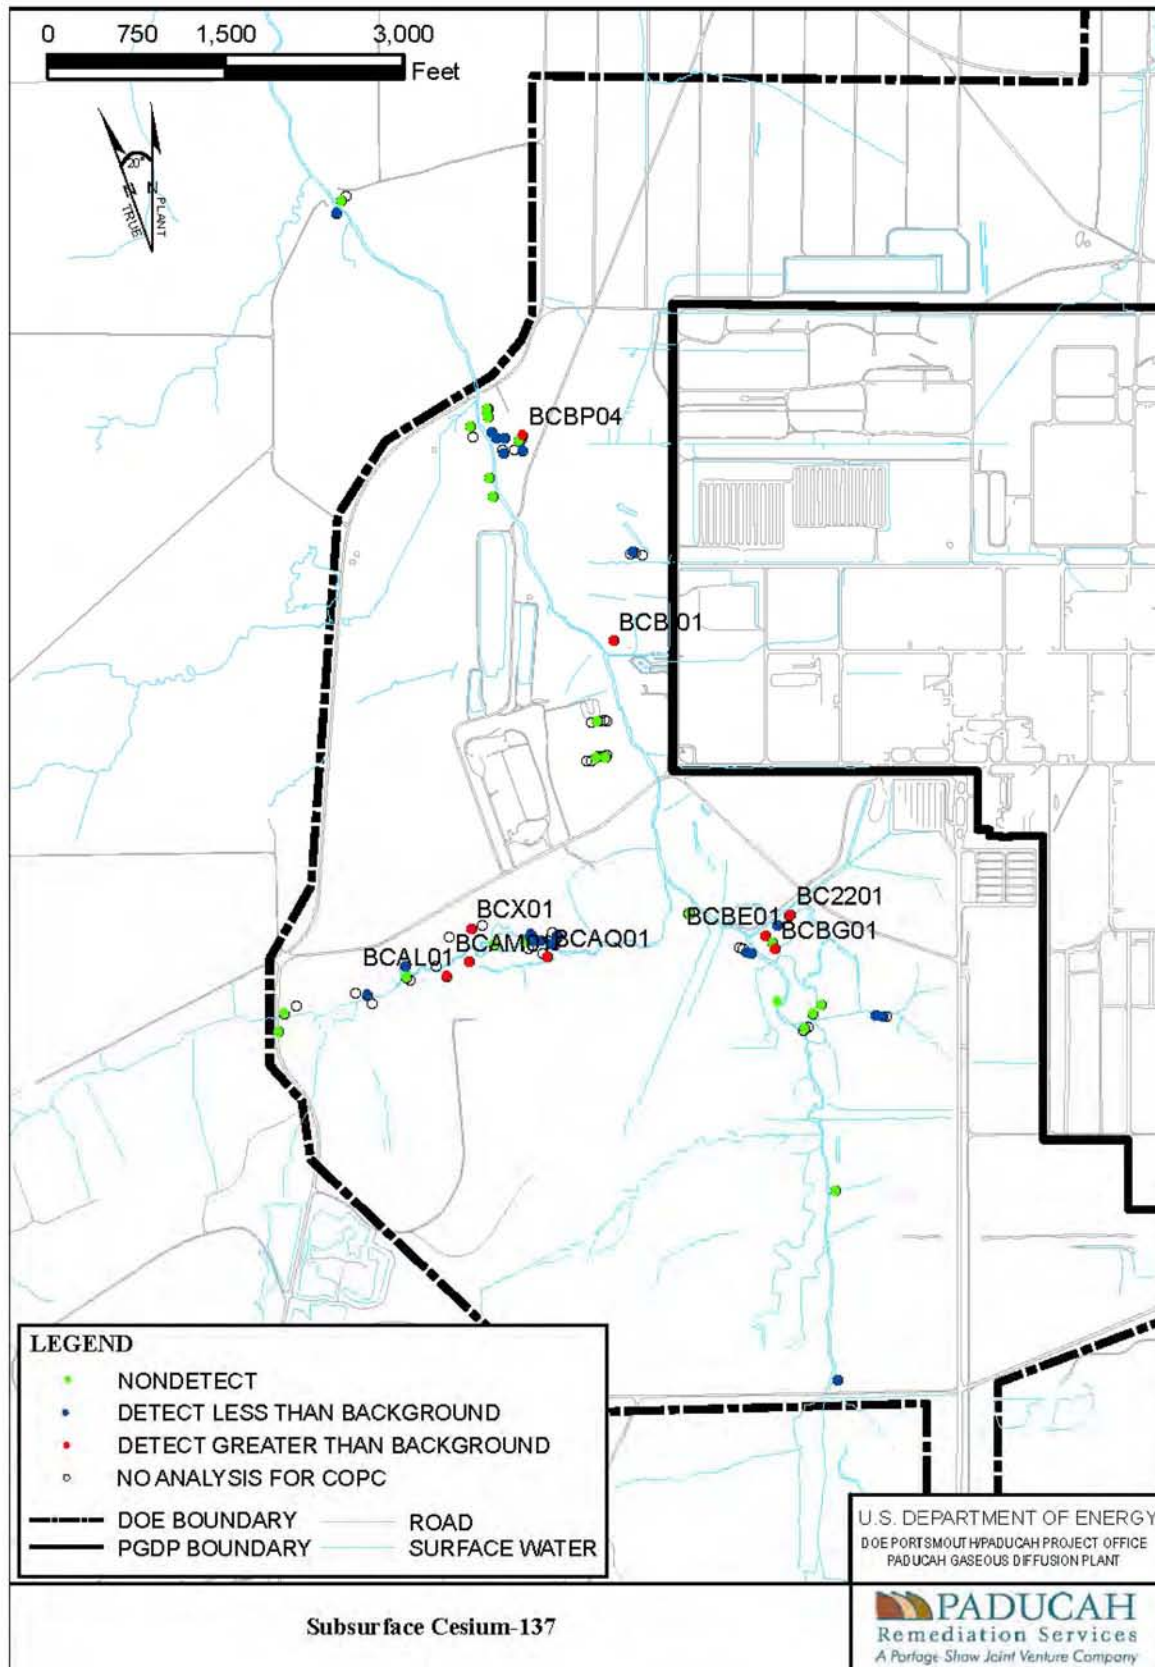 0 750 1,500 3,000
Feet
20°
N N
TRUE PLANT
BCBP04
BCBI01
BC2201
BCBE01
BCBG01
BCX01
BCAM01
BCAQ01
BCAL01
LEGEND
NONDETECT
DETECT LESS THAN BACKGROUND
DETECT GREATER THAN BACKGROUND
NO ANALYSIS FOR COPC
DOE BOUNDARY ROAD
PGDP BOUNDARY SURFACE WATER
U.S. DEPARTMENT OF ENERGY
DOE PORTSMOUTH/PADUCAH PROJECT OFFICE
PADUCAH GASEOUS DIFFUSION PLANT
Subsurface Cesium-137
PADUCAH
Remediation Services
A Portage-Shaw Joint Venture Company